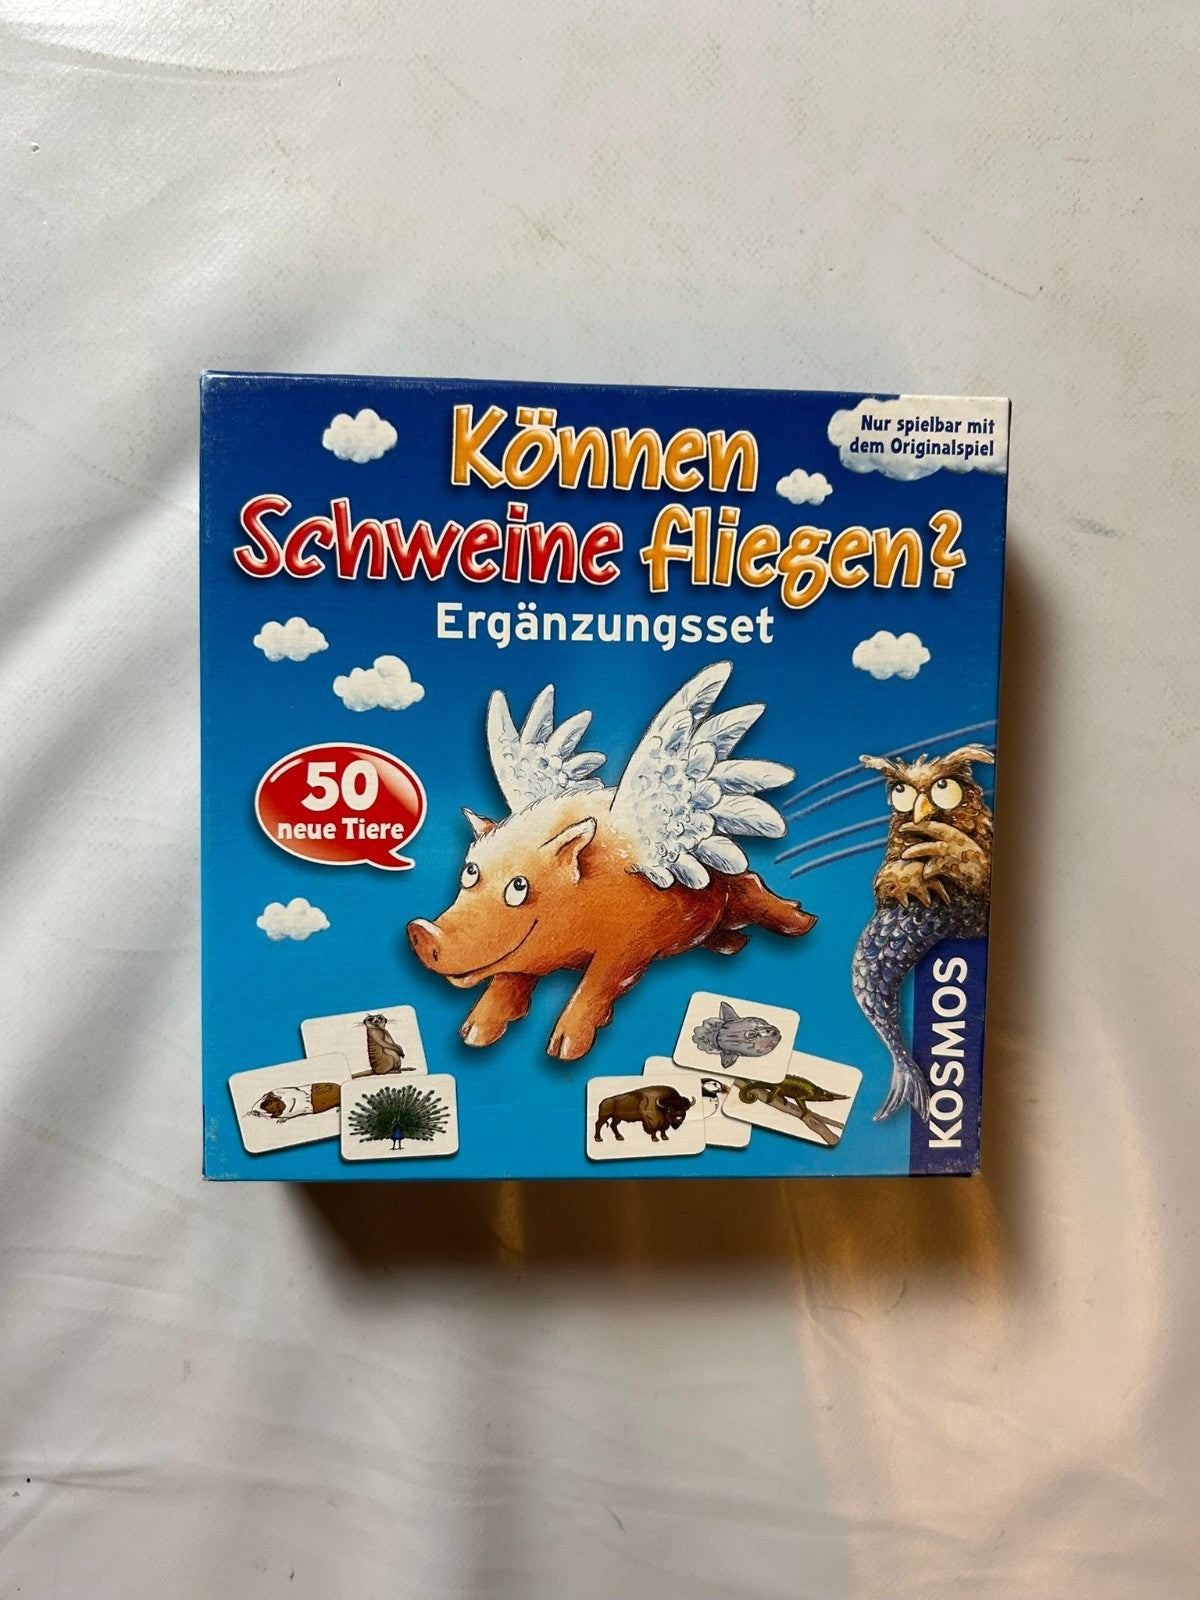 Können
Schweine fliegen?
Ergänzungsset
Nur spielbar mit
dem Originalspiel
50
neue Tiere
KOSMOS